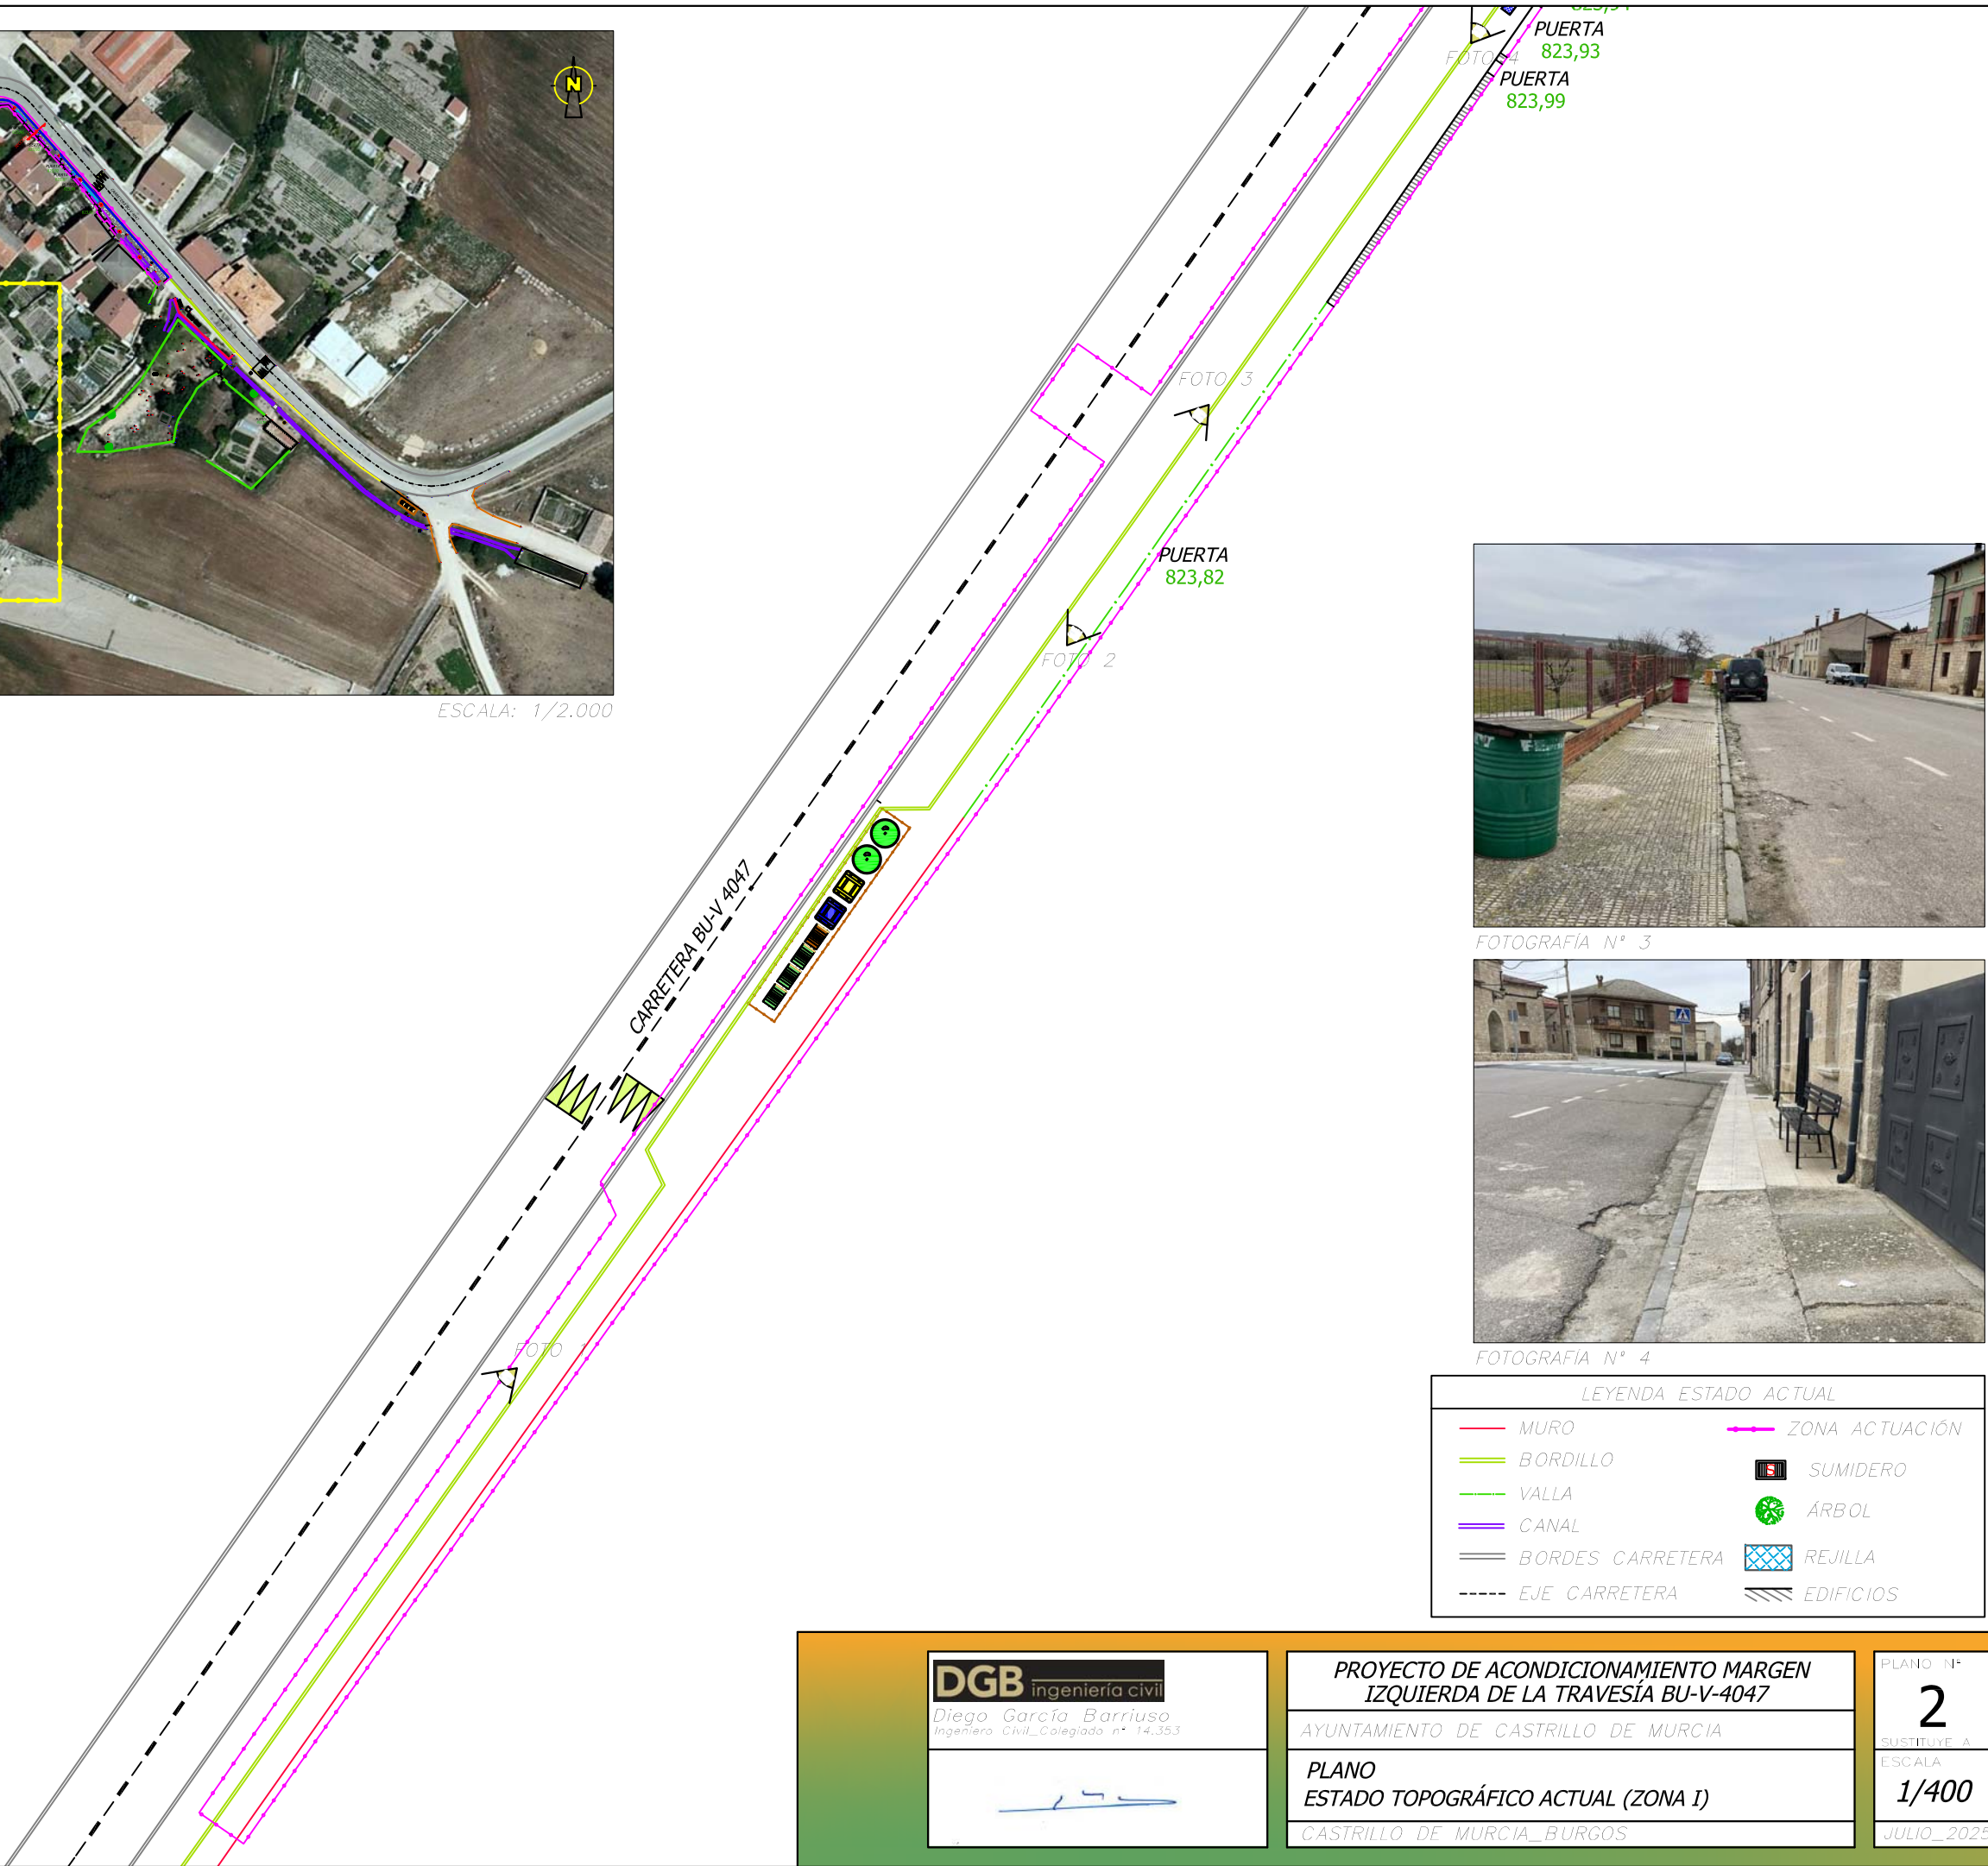 PUERTA
823,93
FOTO 4
PUERTA
823,99
N
ESCALA: 1/2.000
FOTO 3
PUERTA
823,82
FOTO 2
CARRETERA BU-V 4047
FOTO 1
FOTOGRAFÍA Nº 3
FOTOGRAFÍA Nº 4
LEYENDA ESTADO ACTUAL
MURO
BORDILLO
VALLA
CANAL
BORDES CARRETERA
EJE CARRETERA
ZONA ACTUACIÓN
S
SUMIDERO
ÁRBOL
REJILLA
EDIFICIOS
DGB ingeniería civil
Diego García Barriuso
Ingeniero Civil_Colegiado nº 14.353
PROYECTO DE ACONDICIONAMIENTO MARGEN
IZQUIERDA DE LA TRAVESÍA BU-V-4047
AYUNTAMIENTO DE CASTRILLO DE MURCIA
PLANO
ESTADO TOPOGRÁFICO ACTUAL (ZONA I)
CASTRILLO DE MURCIA_BURGOS
PLANO Nº
2
SUSTITUYE A
ESCALA
1/400
JULIO_2025